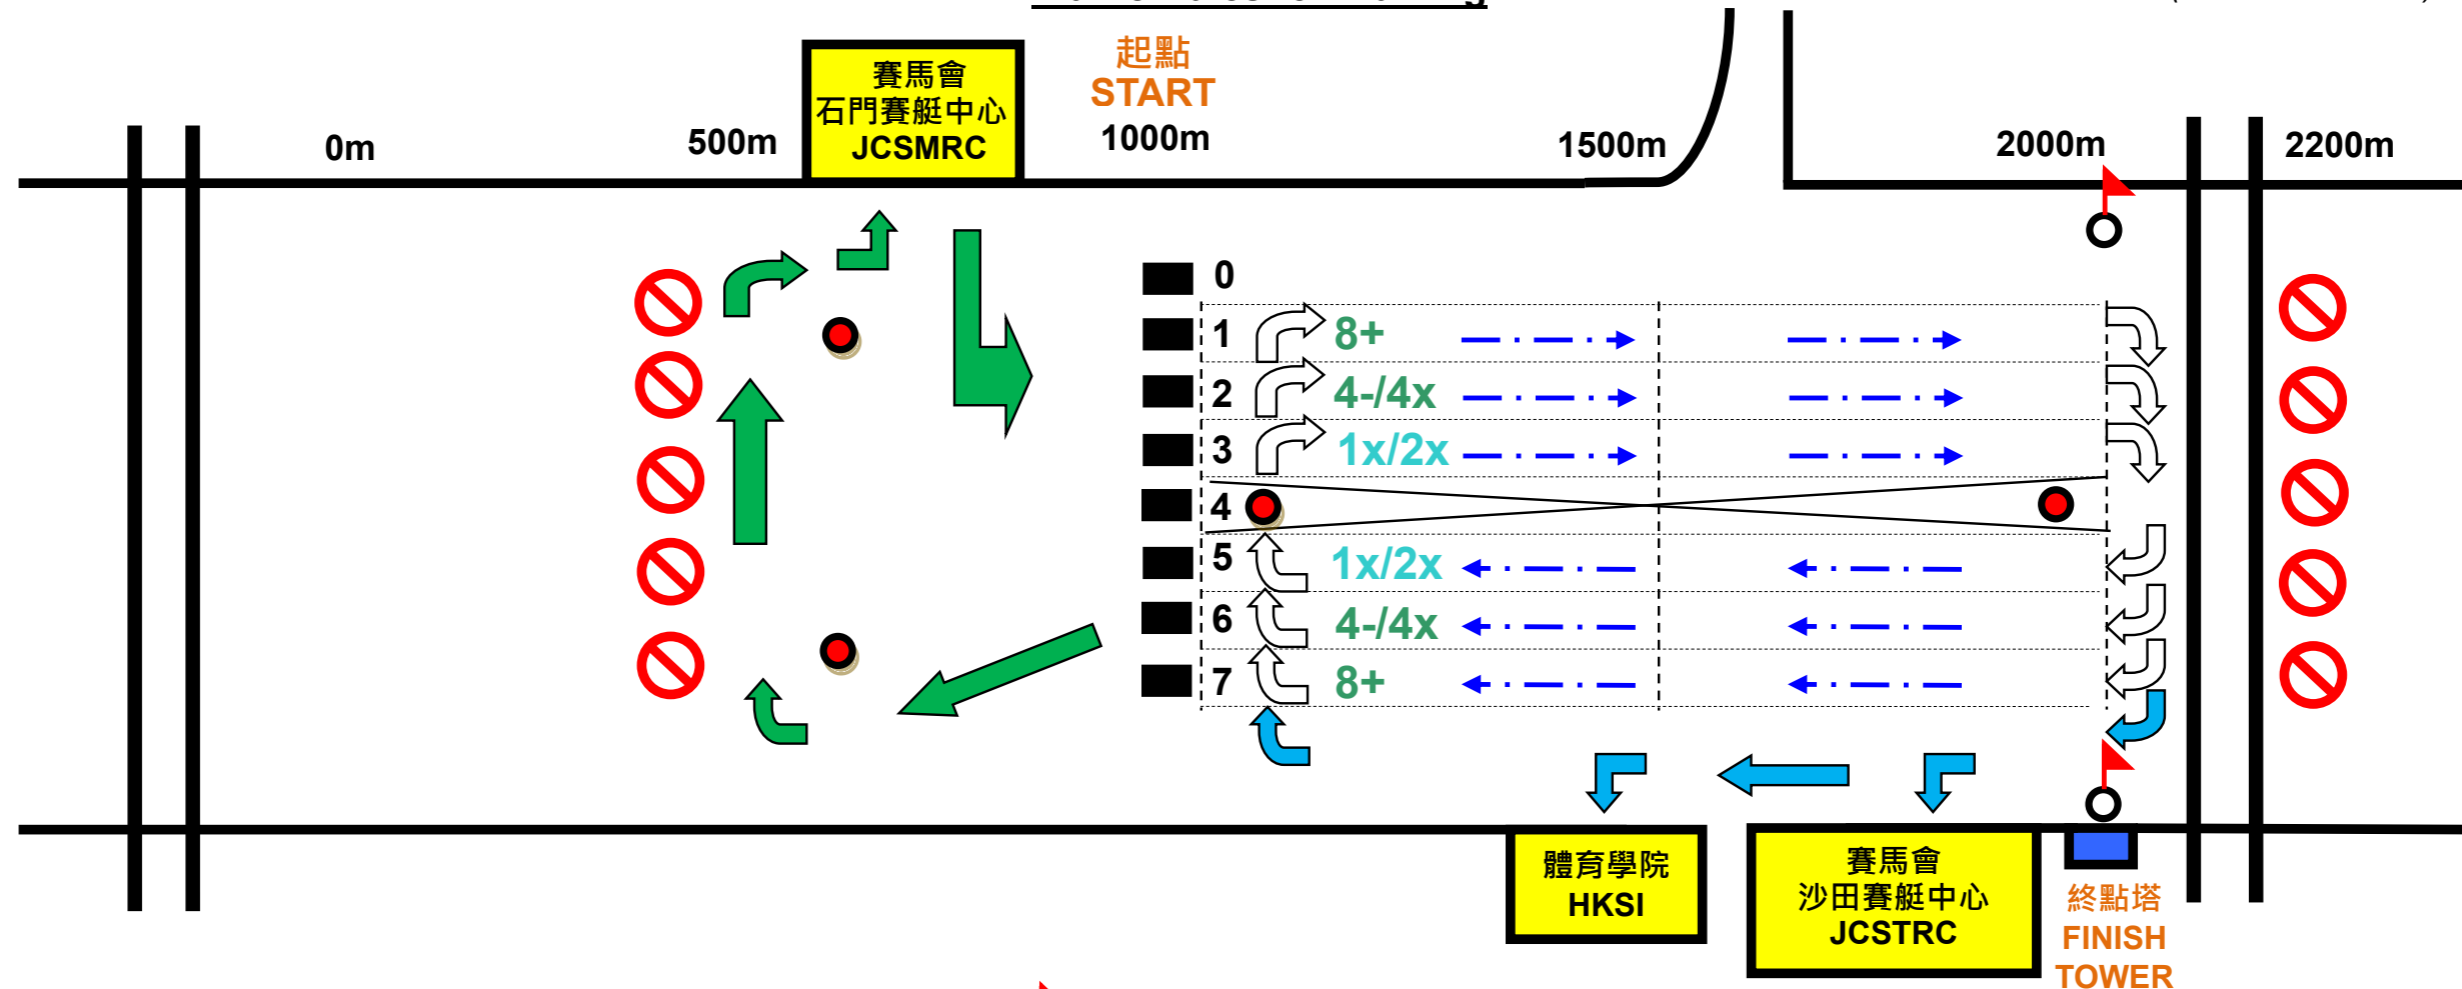 起點
START
賽馬會
石門賽艇中心
JCSMRC
0m
500m
1000m
1500m
2000m
2200m
0
1
8+
2
4-/4x
3
1x/2x
4
5
1x/2x
6
4-/4x
7
8+
體育學院
HKSI
賽馬會
沙田賽艇中心
JCSTRC
終點塔
FINISH
TOWER